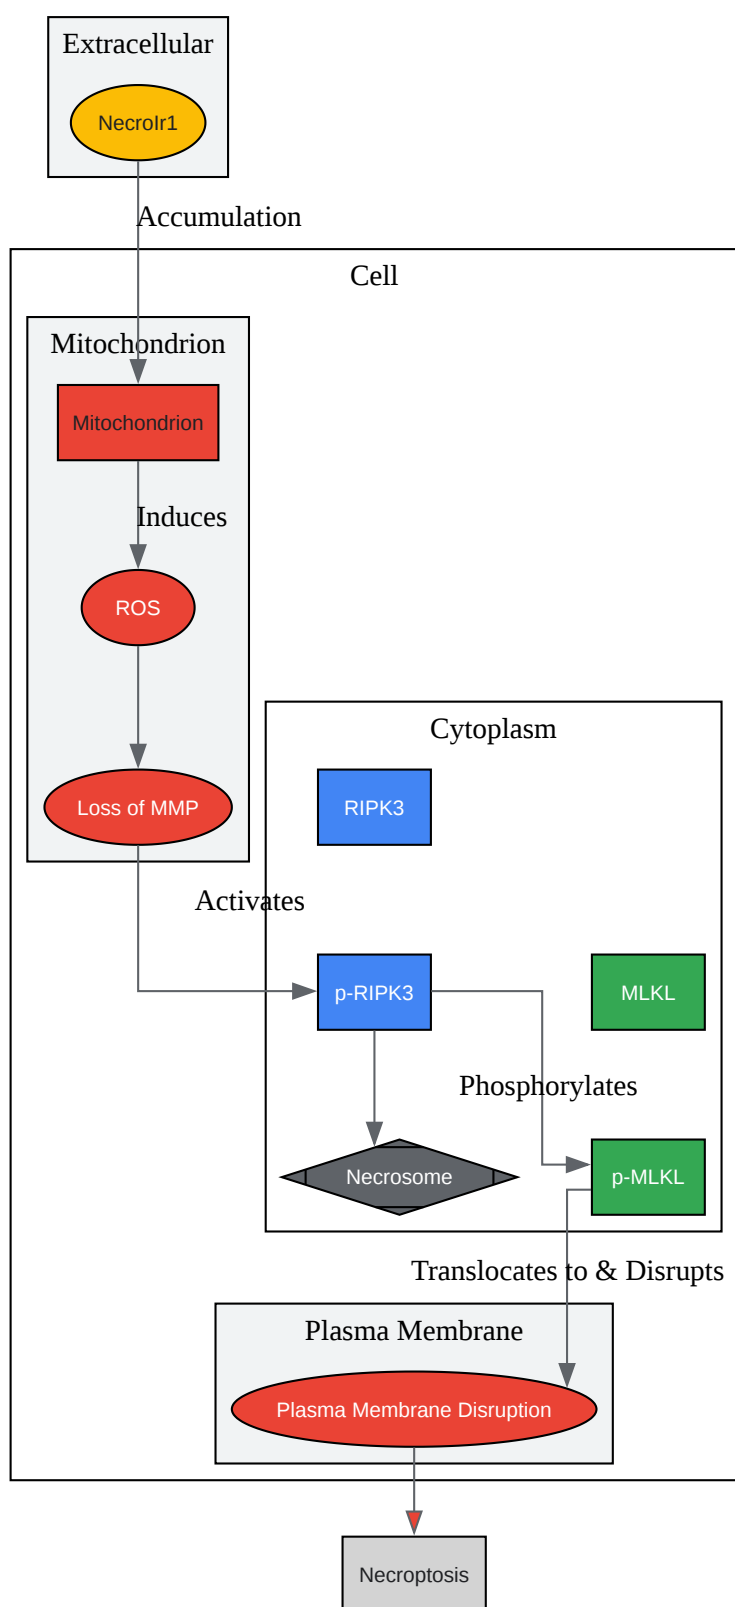 Extracellular
NecroIr1
Accumulation
Cell
Mitochondrion
Mitochondrion
Induces
ROS
Cytoplasm
RIPK3
Loss of MMP
Activates
p-RIPK3
MLKL
Phosphorylates
Necrosome
p-MLKL
Translocates to & Disrupts
Plasma Membrane
Plasma Membrane Disruption
Necroptosis